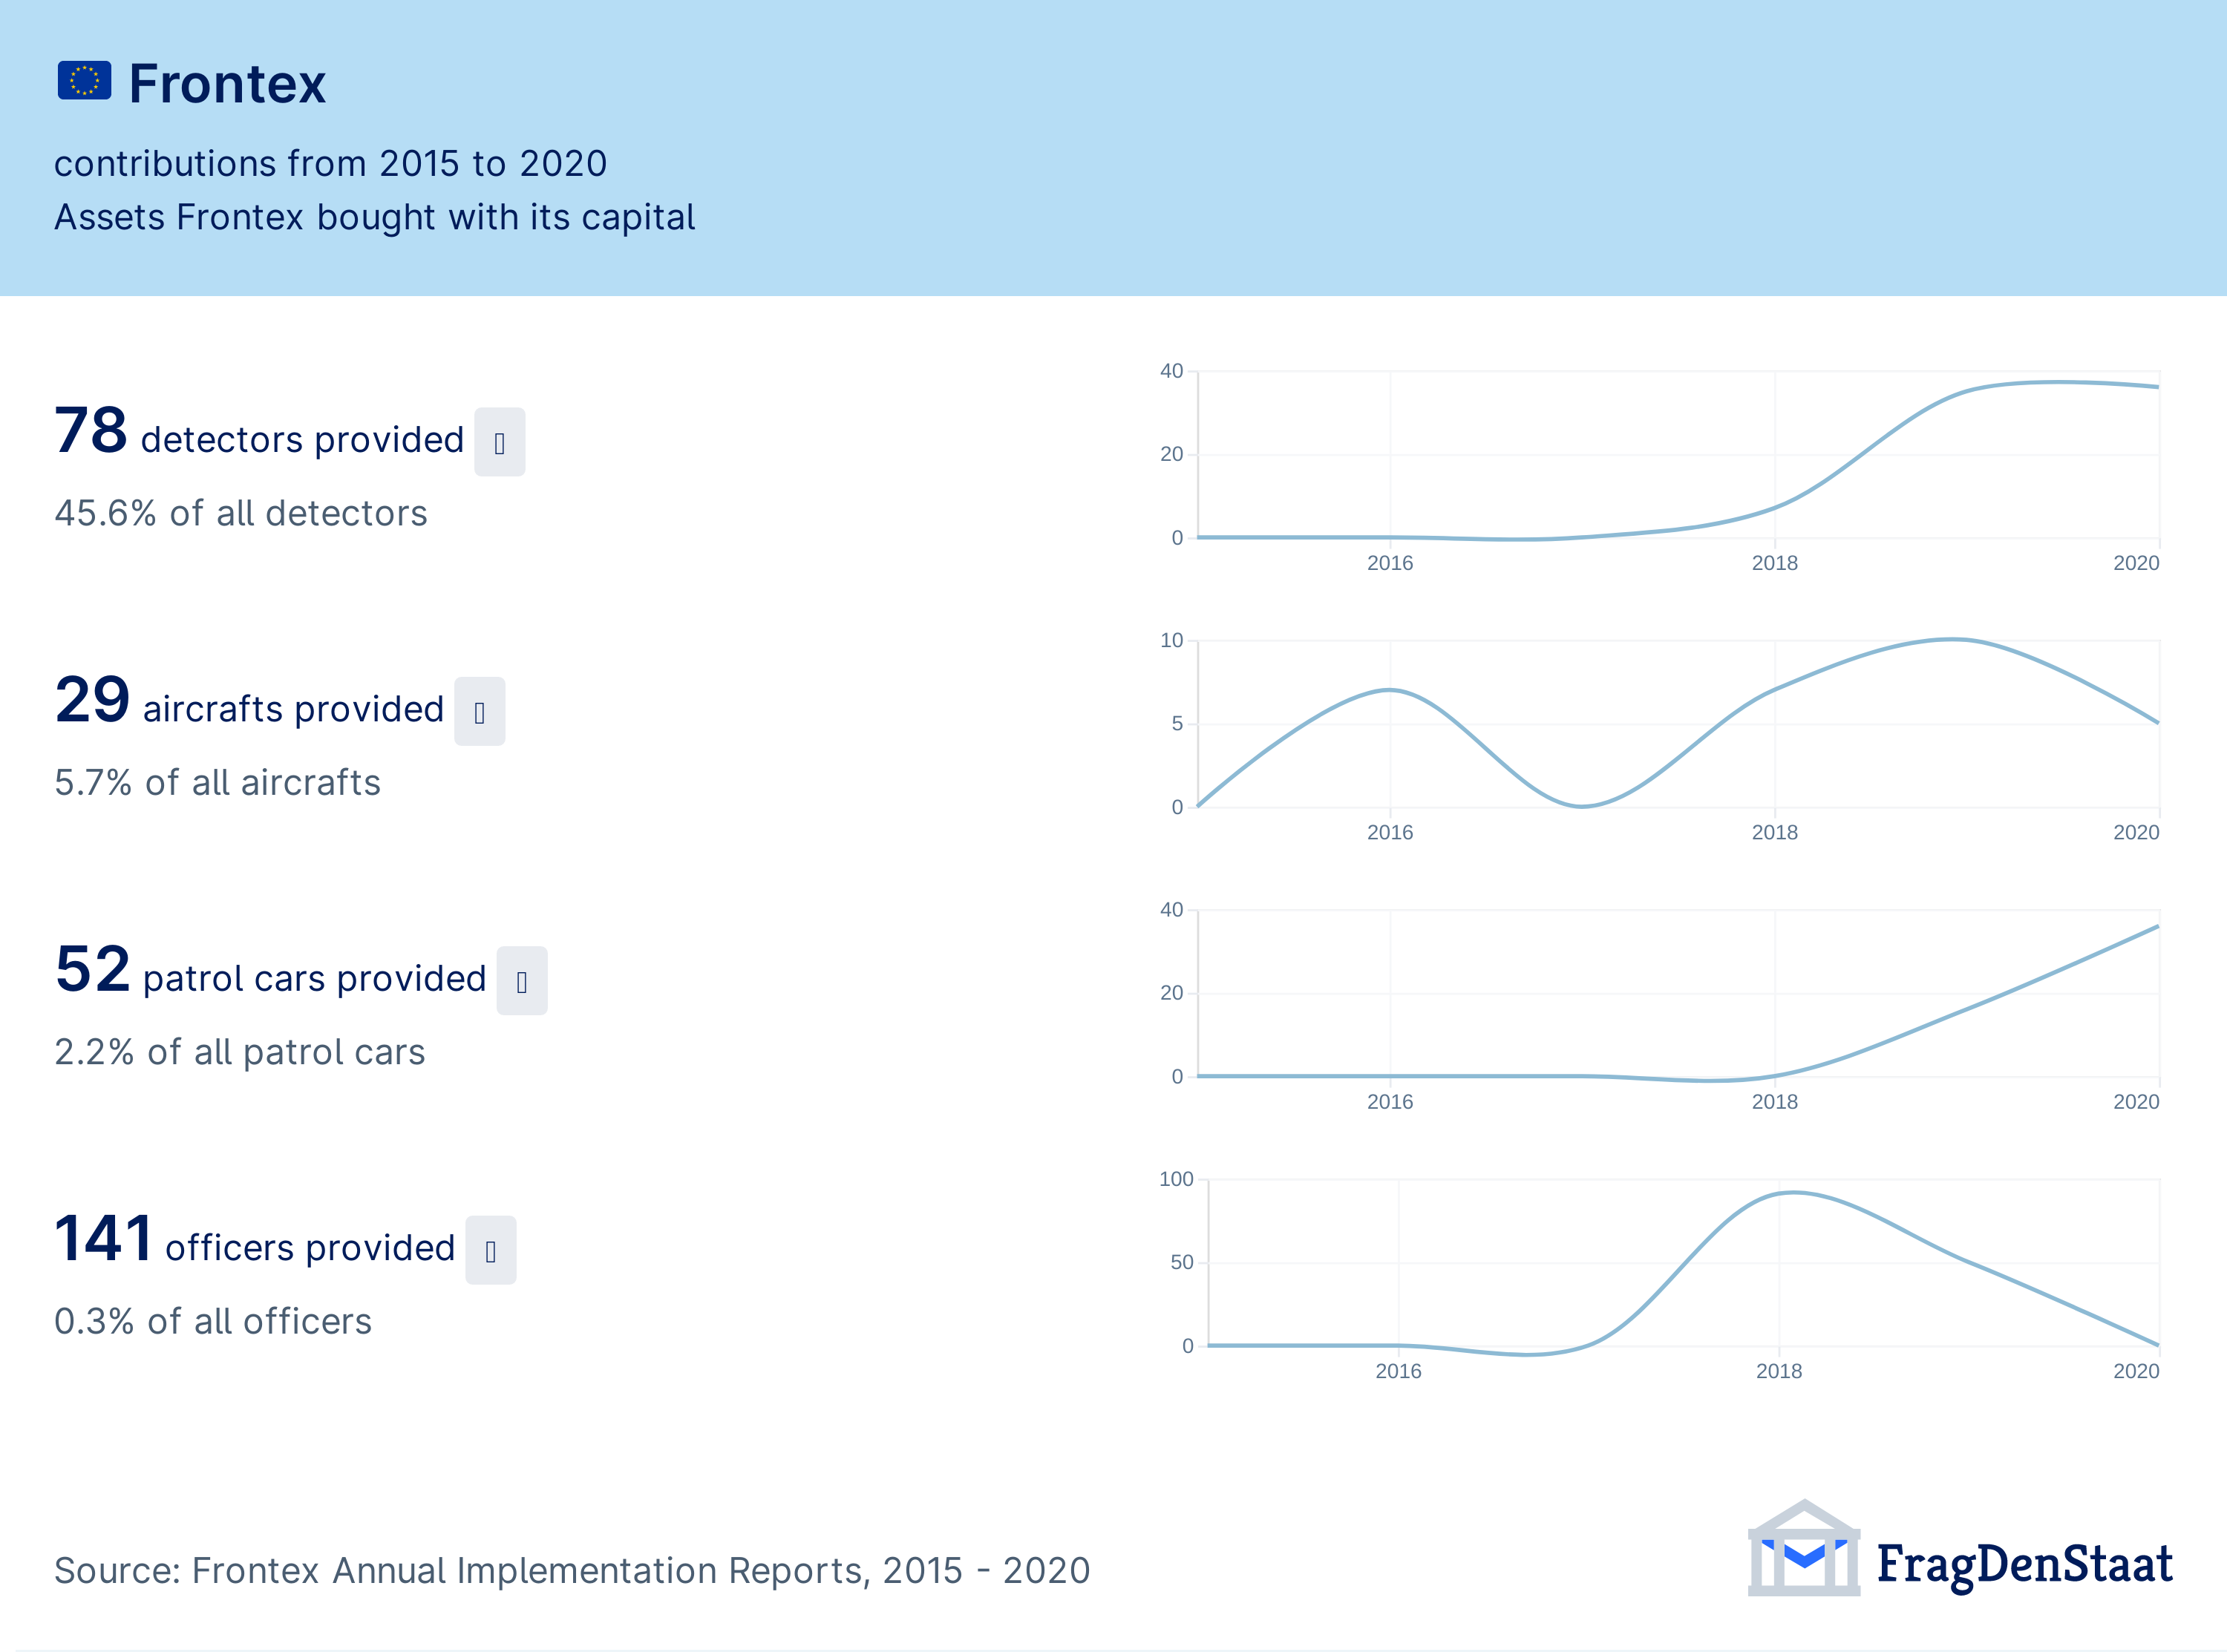 Frontex
contributions from 2015 to 2020
Assets Frontex bought with its capital
78 detectors provided
45.6% of all detectors
40
20
0
2016
2018
2020
29 aircrafts provided
5.7% of all aircrafts
10
5
0
2016
2018
2020
52 patrol cars provided
2.2% of all patrol cars
40
20
0
2016
2018
2020
141 officers provided
0.3% of all officers
100
50
0
2016
2018
2020
Source: Frontex Annual Implementation Reports, 2015 - 2020
FragDenStaat